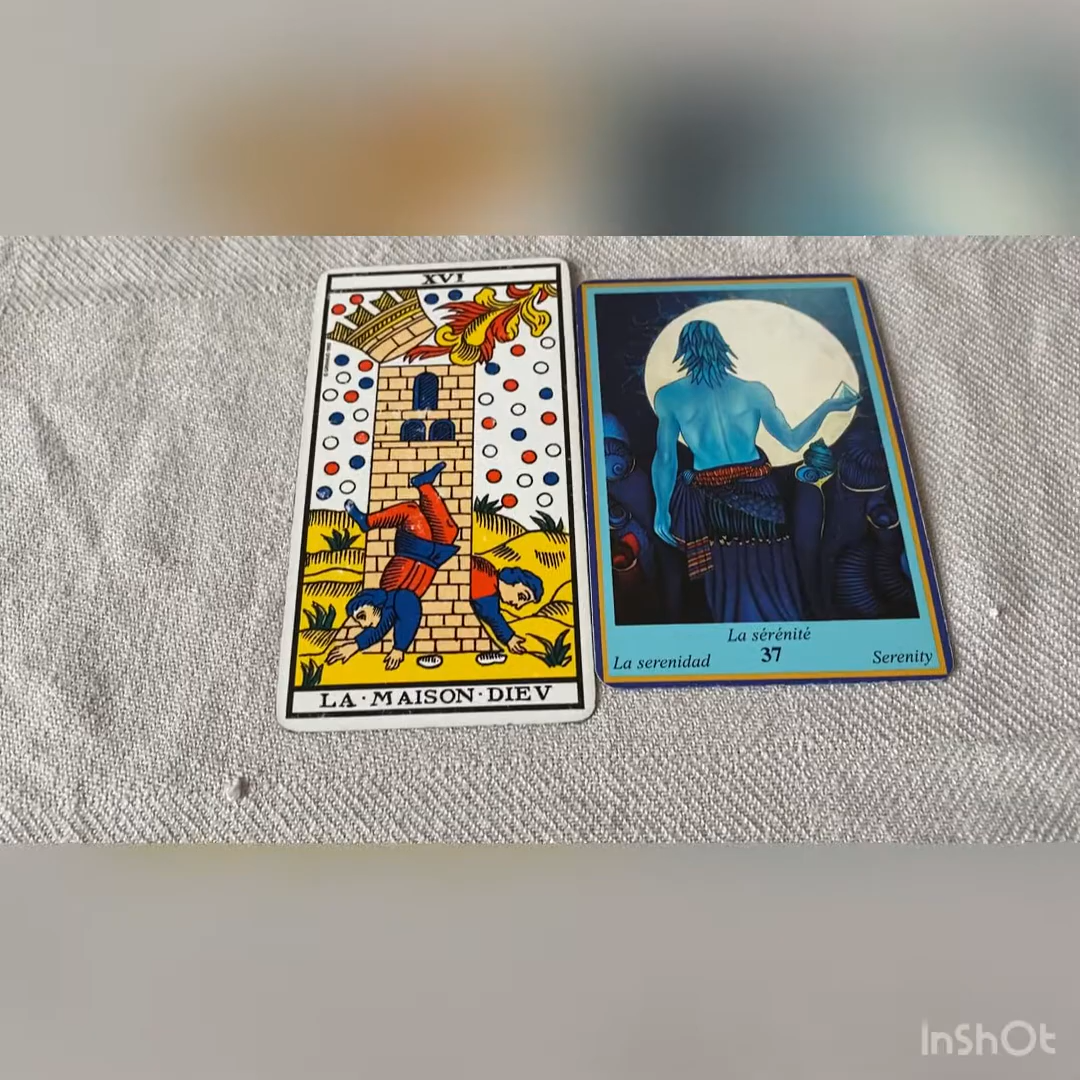 XVI
LA · MAISON · DIEV
La sérénité
La serenidad 37 Serenity
InShOt